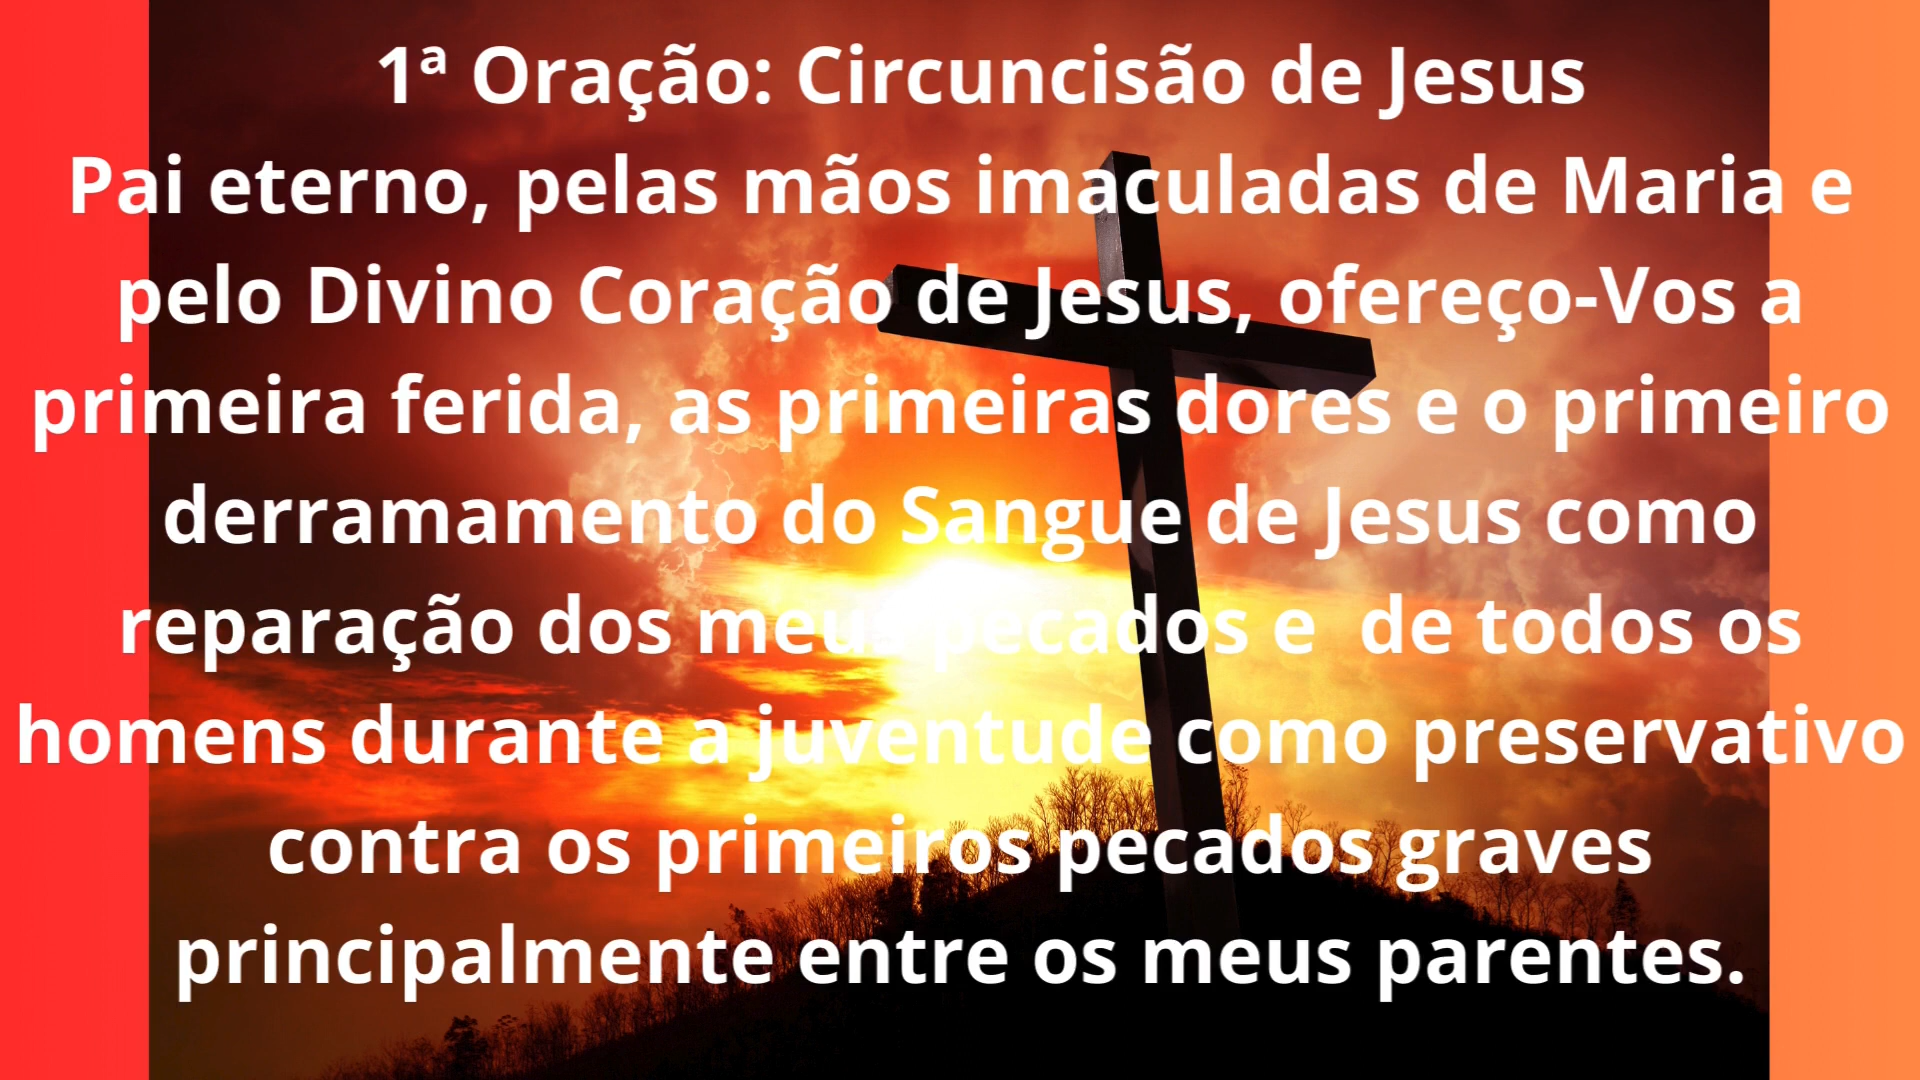 1ª Oração: Circuncisão de Jesus
Pai eterno, pelas mãos imaculadas de Maria e
pelo Divino Coração de Jesus, ofereço-Vos a
primeira ferida, as primeiras dores e o primeiro
derramamento do Sangue de Jesus como
reparação dos meus pecados e  de todos os
homens durante a juventude como preservativo
contra os primeiros pecados graves
principalmente entre os meus parentes.